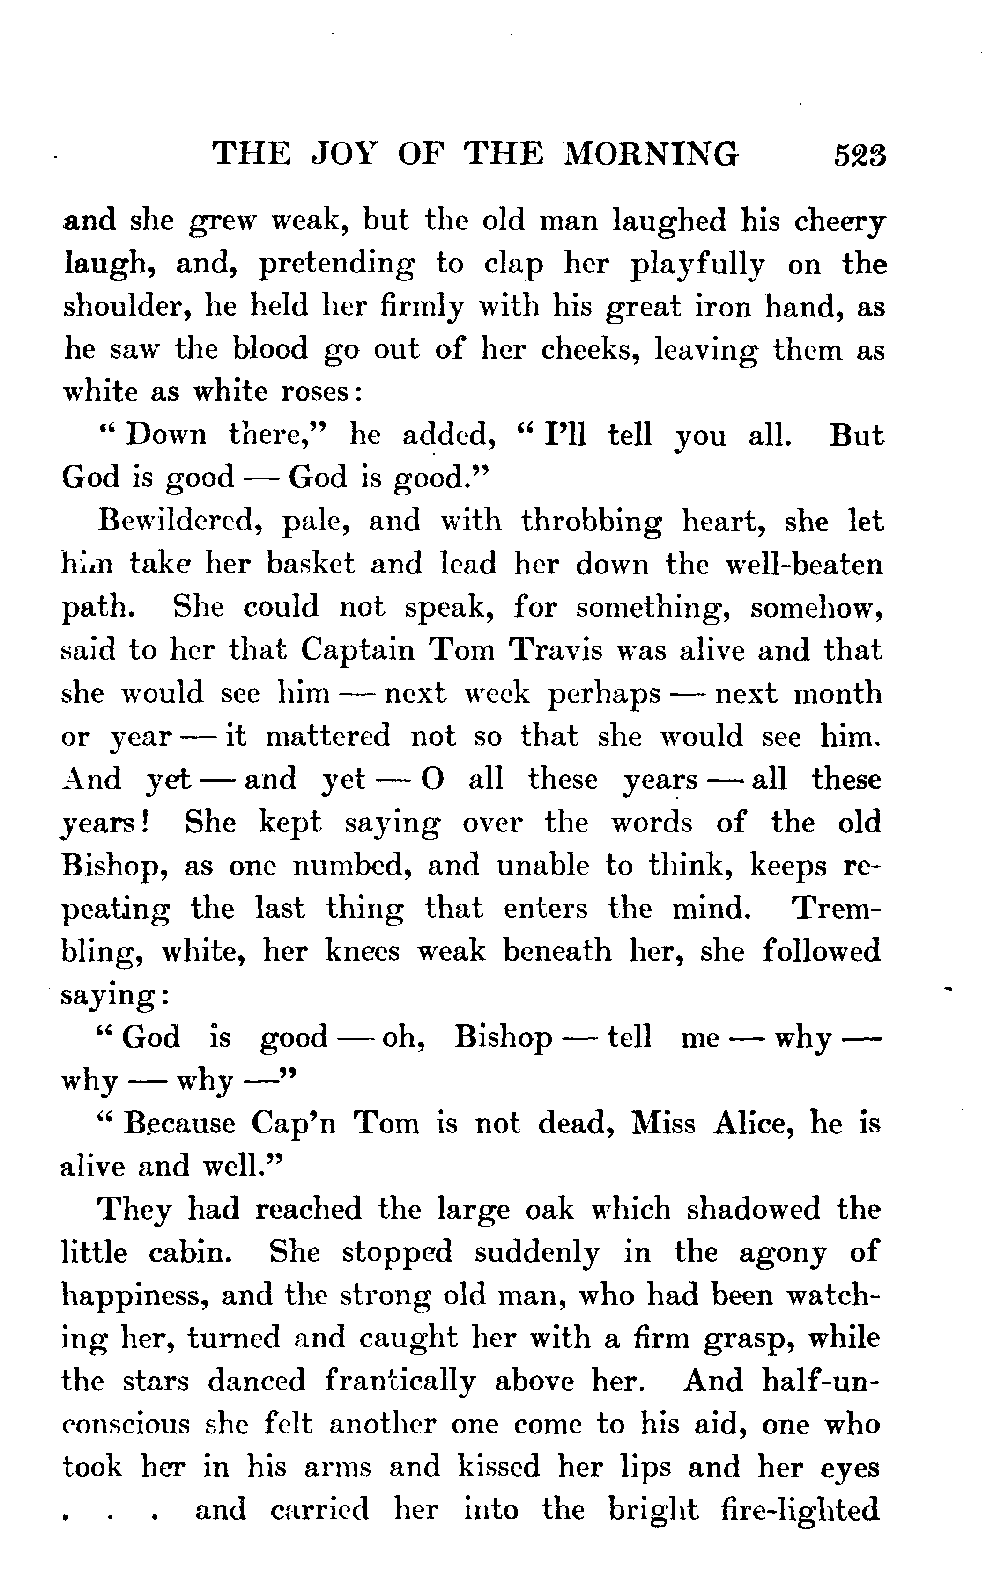 THE JOY OF THE MORNING 523
and she grew weak, but the old man laughed his cheery
laugh, and, pretending to clap her playfully on the
shoulder, he held her firmly with his great iron hand, as
he saw the blood go out of her cheeks, leaving them as
white as white roses:
“ Down there,” he added, “ I’ll tell you all. But
God is good — God is good.”
Bewildered, pale, and with throbbing heart, she let
him take her basket and lead her down the well-beaten
path. She could not speak, for something, somehow,
said to her that Captain Tom Travis was alive and that
she would see him — next week perhaps — next month
or year — it mattered not so that she would see him.
And yet — and yet — O all these years — all these
years! She kept saying over the words of the old
Bishop, as one numbed, and unable to think, keeps re-
peating the last thing that enters the mind. Trem-
bling, white, her knees weak beneath her, she followed
saying:
“ God is good — oh, Bishop — tell me — why —
why — why —”
“ Because Cap’n Tom is not dead, Miss Alice, he is
alive and well.”
They had reached the large oak which shadowed the
little cabin. She stopped suddenly in the agony of
happiness, and the strong old man, who had been watch-
ing her, turned and caught her with a firm grasp, while
the stars danced frantically above her. And half-un-
conscious she felt another one come to his aid, one who
took her in his arms and kissed her lips and her eyes
. . . and carried her into the bright fire-lighted